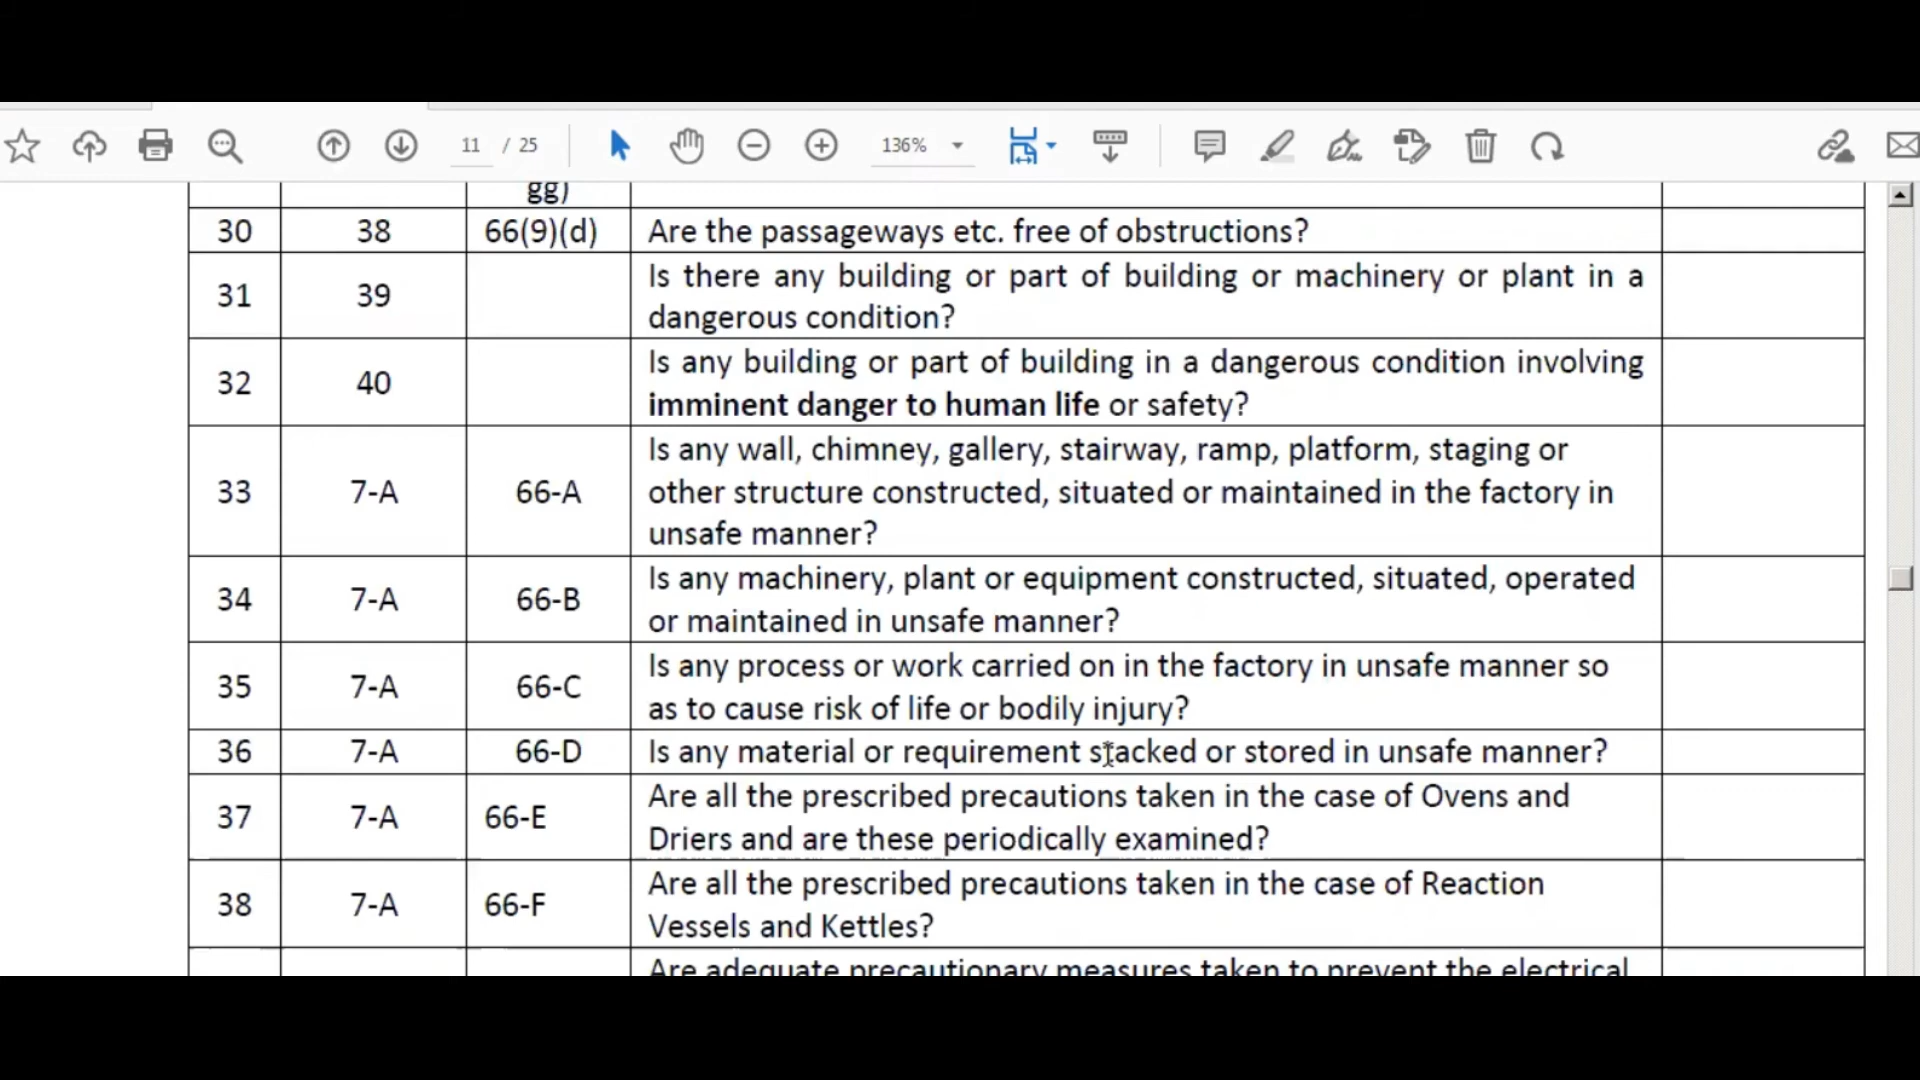 11 / 25
136%
gg)
30 38 66(9)(d) Are the passageways etc. free of obstructions?
31 39 Is there any building or part of building or machinery or plant in a
dangerous condition?
32 40 Is any building or part of building in a dangerous condition involving
imminent danger to human life or safety?
33 7-A 66-A Is any wall, chimney, gallery, stairway, ramp, platform, staging or
other structure constructed, situated or maintained in the factory in
unsafe manner?
34 7-A 66-B Is any machinery, plant or equipment constructed, situated, operated
or maintained in unsafe manner?
35 7-A 66-C Is any process or work carried on in the factory in unsafe manner so
as to cause risk of life or bodily injury?
36 7-A 66-D Is any material or requirement stacked or stored in unsafe manner?
37 7-A 66-E Are all the prescribed precautions taken in the case of Ovens and
Driers and are these periodically examined?
38 7-A 66-F Are all the prescribed precautions taken in the case of Reaction
Vessels and Kettles?
Are adequate precautionary measures taken to prevent the electrical